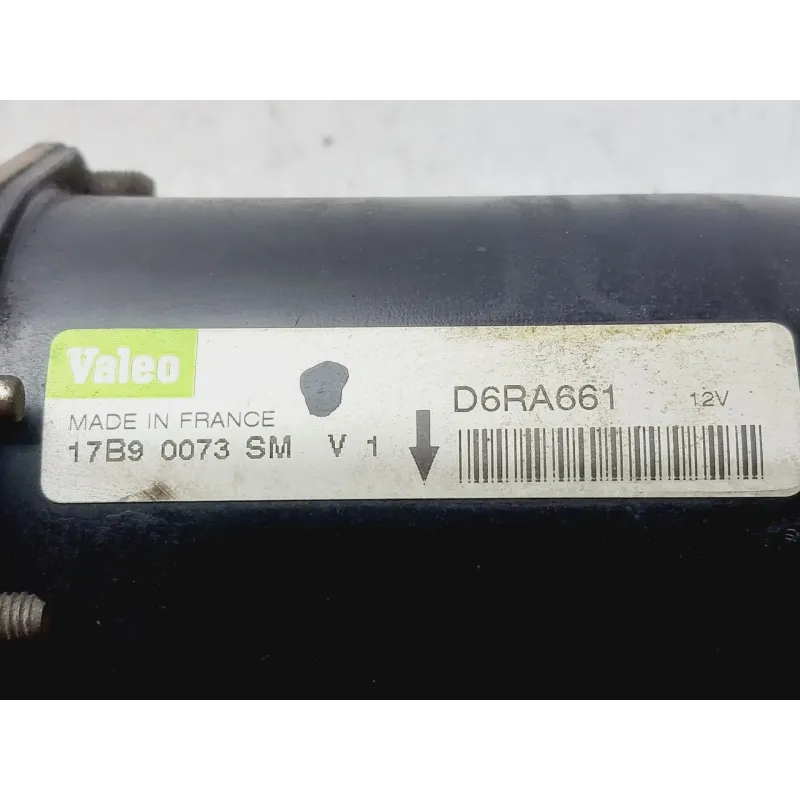 Valeo
MADE IN FRANCE
17B9 0073 SM V 1
D6RA661 12V